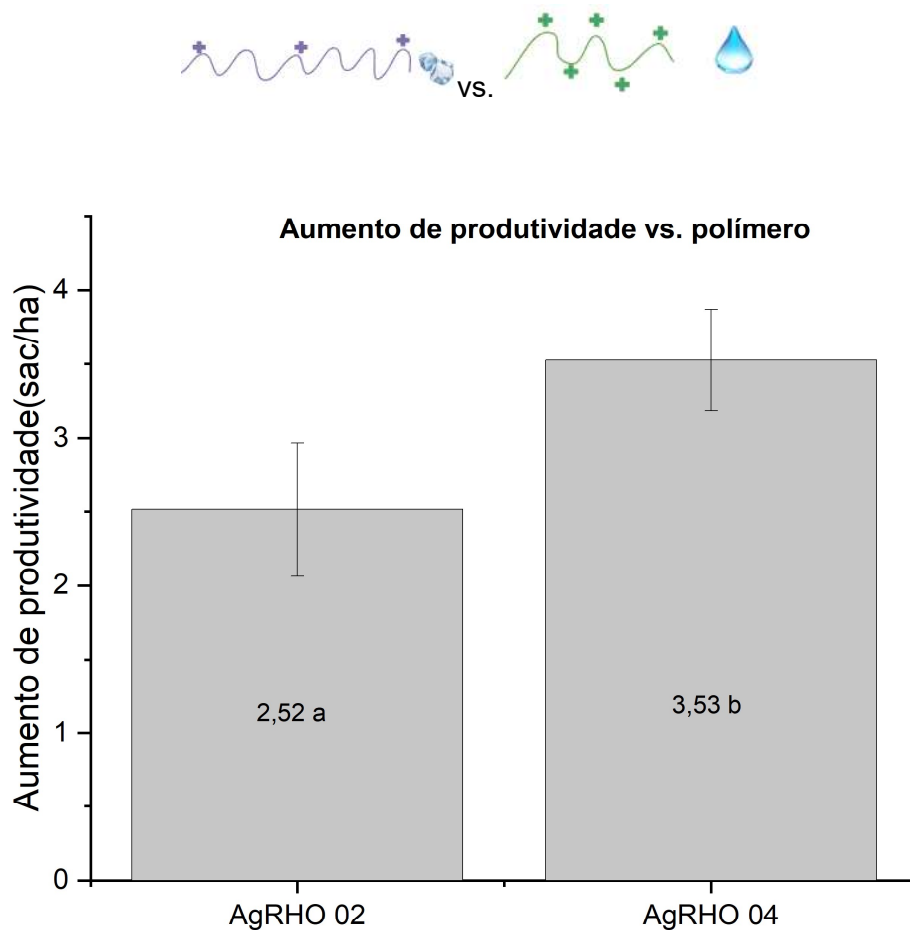 vs.
Aumento de produtividade vs. polímero
Aumento de produtividade(sac/ha)
4
3
2
1
0
2,52 a
3,53 b
AgRHO 02
AgRHO 04